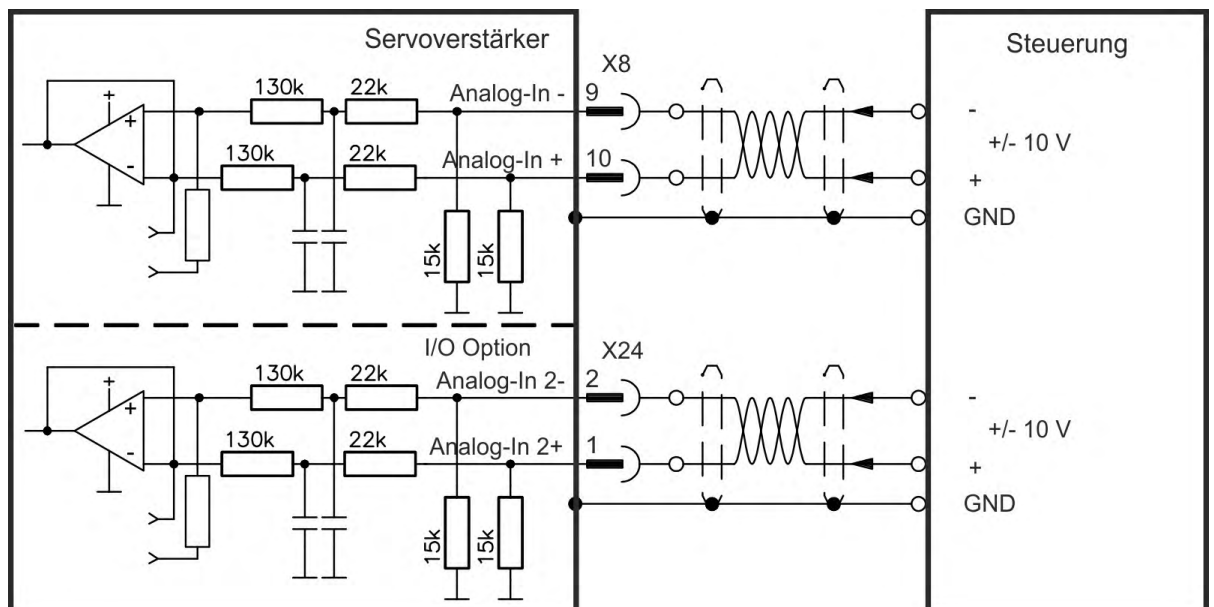 Servoverstärker
Steuerung
X8
130k
22k
Analog-In -
9
-
+
+
+/- 10 V
130k
22k
Analog-In +
10
-
+
GND
15k
15k
I/O Option
X24
130k
22k
Analog-In 2-
2
-
+
+
+/- 10 V
130k
22k
Analog-In 2+
1
-
+
GND
15k
15k